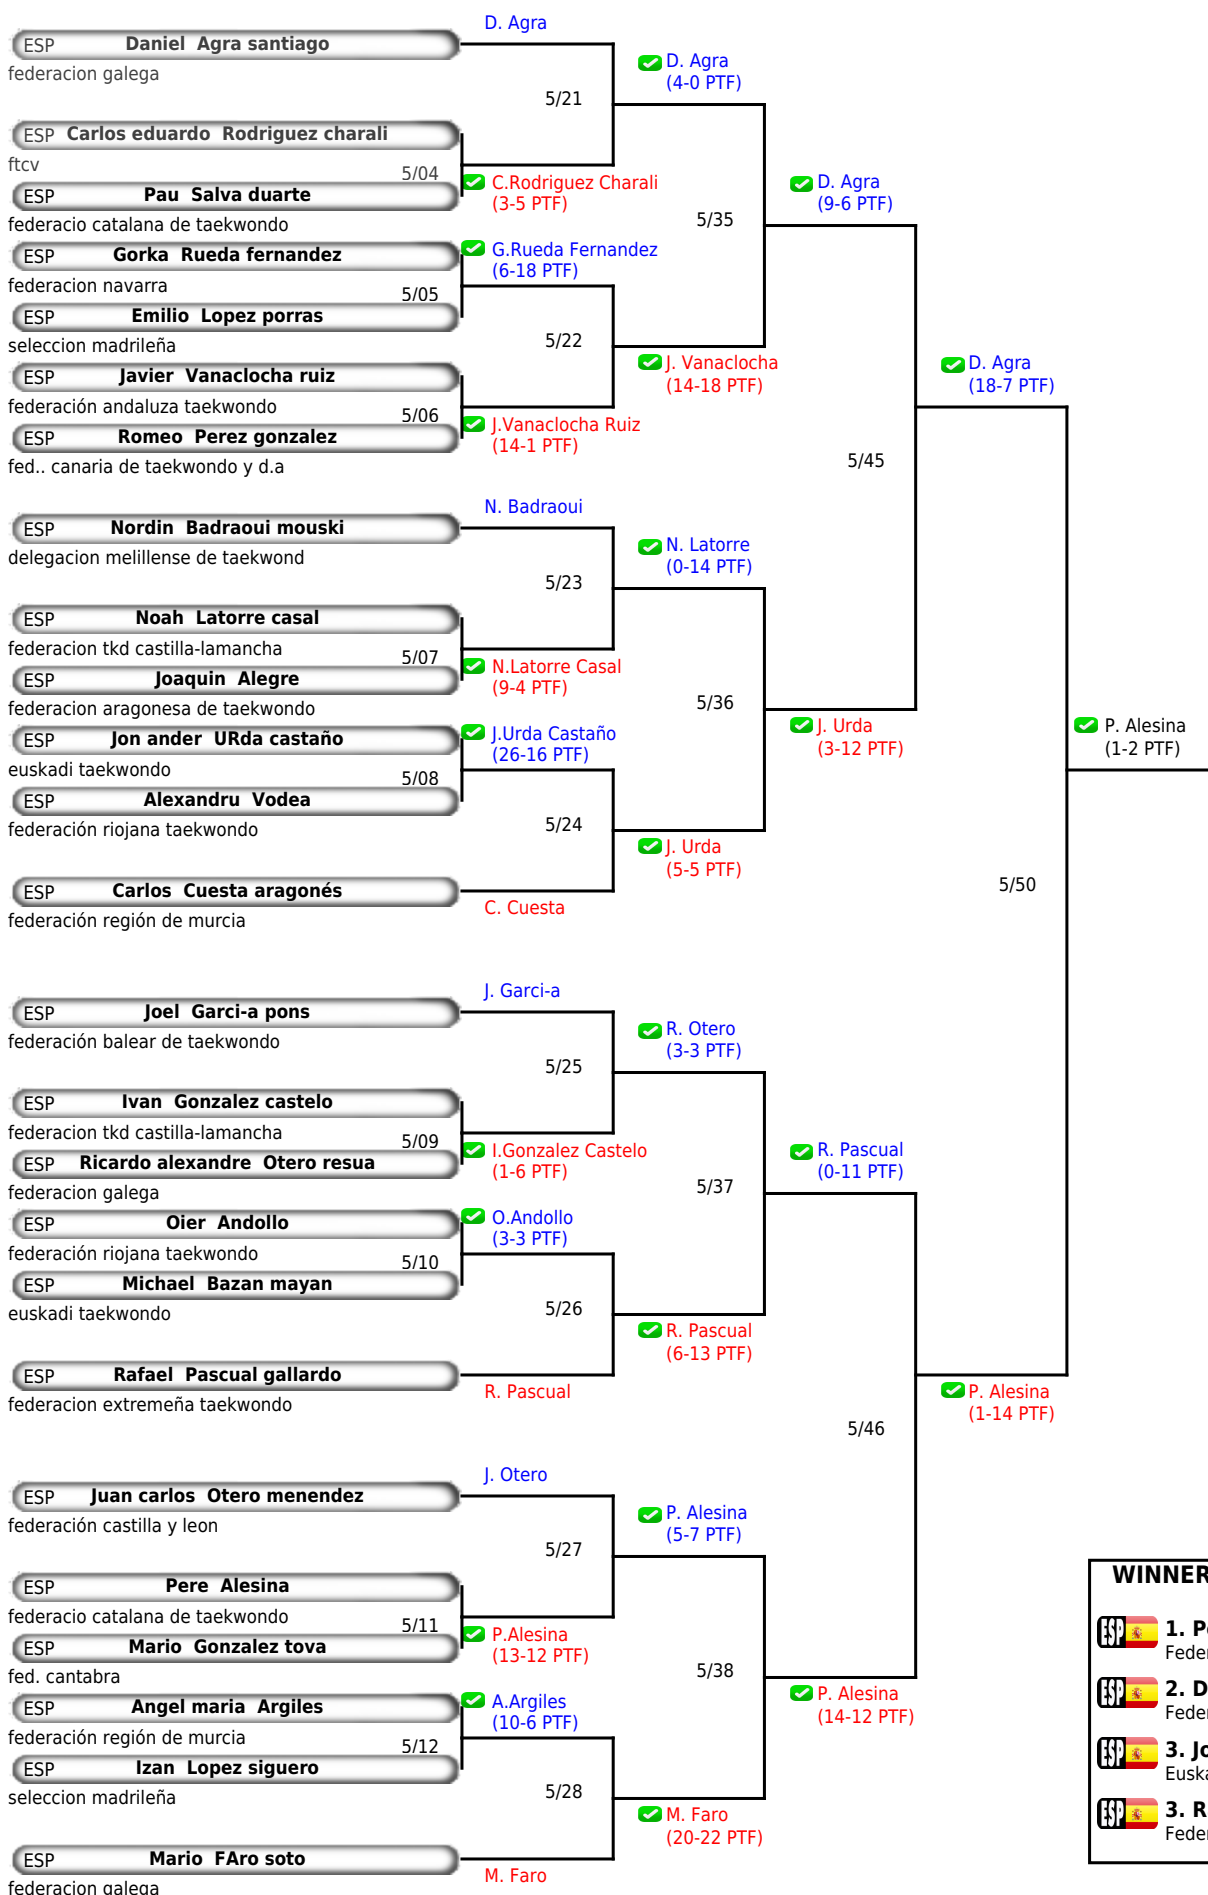 D. Agra
ESP Daniel Agra santiago
federacion galega
D. Agra
(4-0 PTF)
5/21
ESP Carlos eduardo Rodriguez charali
ftcv
5/04
C.Rodriguez Charali
(3-5 PTF)
ESP Pau Salva duarte
federacio catalana de taekwondo
D. Agra
(9-6 PTF)
5/35
ESP Gorka Rueda fernandez
federacion navarra
G.Rueda Fernandez
(6-18 PTF)
5/05
ESP Emilio Lopez porras
seleccion madrileña
5/22
J. Vanaclocha
(14-18 PTF)
ESP Javier Vanaclocha ruiz
federación andaluza taekwondo
5/06
J.Vanaclocha Ruiz
(14-1 PTF)
ESP Romeo Perez gonzalez
fed.. canaria de taekwondo y d.a
D. Agra
(18-7 PTF)
5/45
N. Badraoui
ESP Nordin Badraoui mouski
delegacion melillense de taekwond
N. Latorre
(0-14 PTF)
5/23
ESP Noah Latorre casal
federacion tkd castilla-lamancha
5/07
N.Latorre Casal
(9-4 PTF)
ESP Joaquin Alegre
federacion aragonesa de taekwondo
5/36
J. Urda
(3-12 PTF)
P. Alesina
(1-2 PTF)
ESP Jon ander URda castaño
euskadi taekwondo
J.Urda Castaño
(26-16 PTF)
5/08
ESP Alexandru Vodea
federación riojana taekwondo
5/24
J. Urda
(5-5 PTF)
ESP Carlos Cuesta aragonés
federación región de murcia
C. Cuesta
5/50
J. Garci-a
ESP Joel Garci-a pons
federación balear de taekwondo
R. Otero
(3-3 PTF)
5/25
ESP Ivan Gonzalez castelo
federacion tkd castilla-lamancha
5/09
I.Gonzalez Castelo
(1-6 PTF)
ESP Ricardo alexandre Otero resua
federacion galega
R. Pascual
(0-11 PTF)
5/37
ESP Oier Andollo
federación riojana taekwondo
O.Andollo
(3-3 PTF)
5/10
ESP Michael Bazan mayan
euskadi taekwondo
5/26
R. Pascual
(6-13 PTF)
ESP Rafael Pascual gallardo
federacion extremeña taekwondo
R. Pascual
P. Alesina
(1-14 PTF)
5/46
J. Otero
ESP Juan carlos Otero menendez
federación castilla y leon
P. Alesina
(5-7 PTF)
5/27
ESP Pere Alesina
federacio catalana de taekwondo
5/11
P.Alesina
(13-12 PTF)
ESP Mario Gonzalez tova
fed. cantabra
5/38
P. Alesina
(14-12 PTF)
ESP Angel maria Argiles
federación región de murcia
A.Argiles
(10-6 PTF)
5/12
ESP Izan Lopez siguero
seleccion madrileña
5/28
M. Faro
(20-22 PTF)
ESP Mario FAro soto
federacion galega
M. Faro
WINNER
ESP 1. Pe
Feder
ESP 2. D
Feder
ESP 3. Jo
Euska
ESP 3. R
Feder